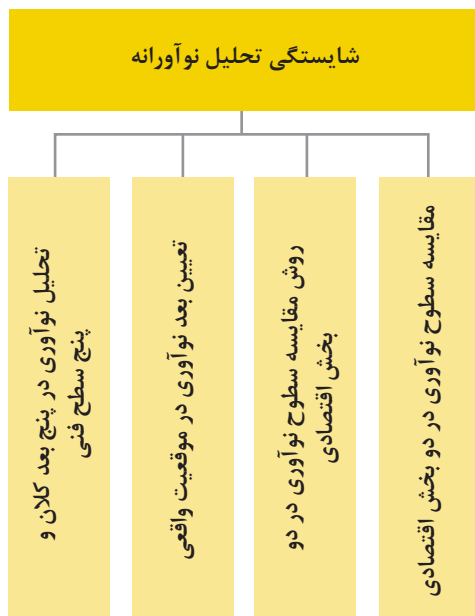 شایستگی تحلیل نوآورانه
مقایسه سطوح نوآوری در دو بخش اقتصادی
روش مقایسه سطوح نوآوری در دو
بخش اقتصادی
تعیین بعد نوآوری در موقعیت واقعی
تحلیل نوآوری در پنج بعد کلان و
پنج سطح فنی